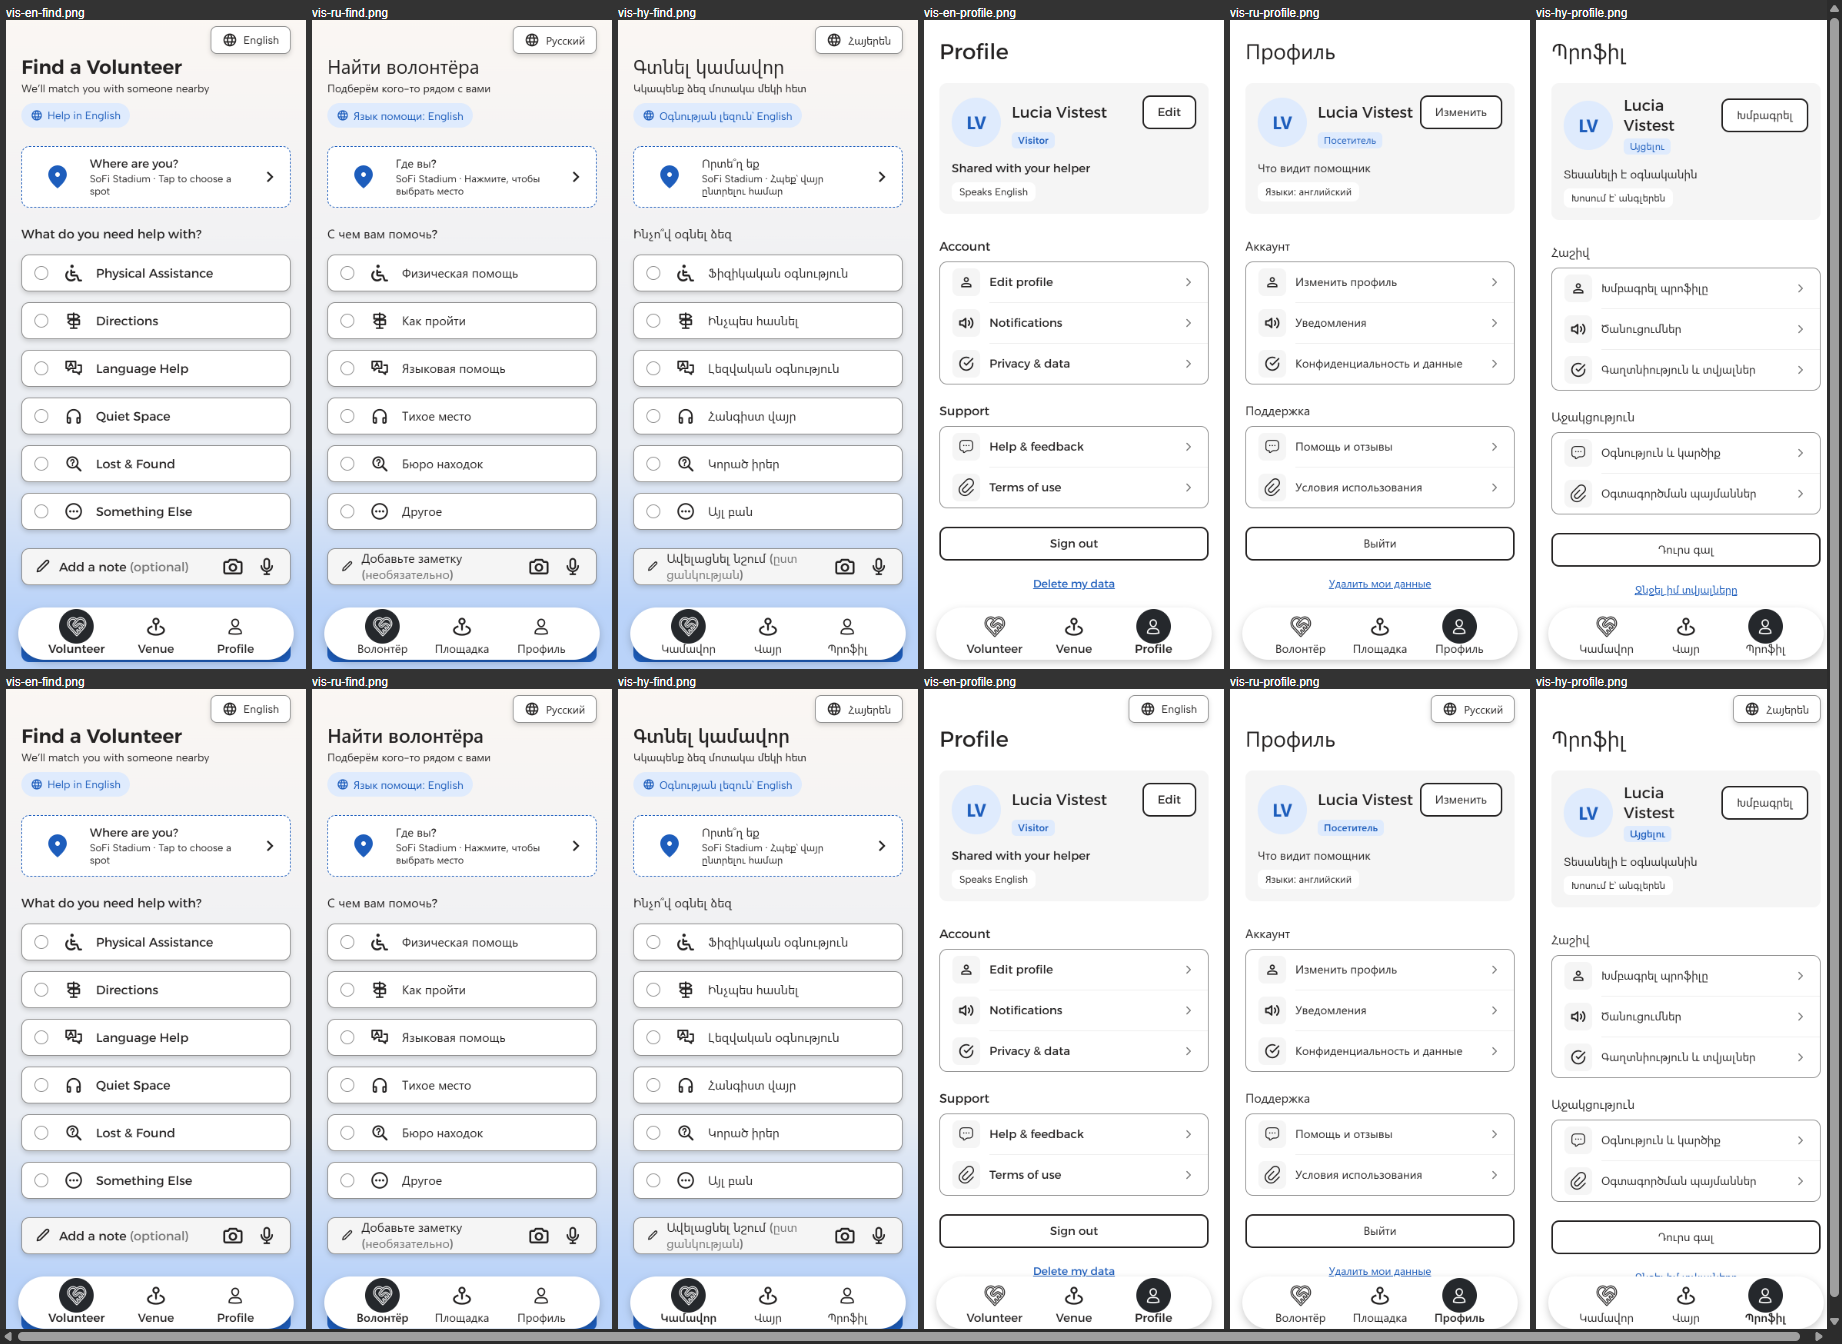 vis-en-find.png
English
Find a Volunteer
We'll match you with someone nearby
Help in English
Where are you?
SoFi Stadium · Tap to choose a
spot
What do you need help with?
Physical Assistance
Directions
Language Help
Quiet Space
Lost & Found
Something Else
Add a note (optional)
Volunteer
Venue
Profile
vis-ru-find.png
Русский
Найти волонтёра
Подберём кого-то рядом с вами
Язык помощи: English
Где вы?
SoFi Stadium · Нажмите, чтобы
выбрать место
С чем вам помочь?
Физическая помощь
Как пройти
Языковая помощь
Тихое место
Бюро находок
Другое
Добавьте заметку
(необязательно)
Волонтёр
Площадка
Профиль
vis-hy-find.png
Հայերեն
Գտնել կամավոր
Կկապենք ձեզ մոտակա մեկի հետ
Օգնության լեզուն՝ English
Որտե՞ղ եք
SoFi Stadium · Հպեք՝ վայր
ընտրելու համար
Ինչո՞վ օգնել ձեզ
Ֆիզիկական օգնություն
Ինչպես հասնել
Լեզվական օգնություն
Հանգիստ վայր
Կորած իրեր
Այլ բան
Ավելացնել նշում (ըստ
ցանկության)
Կամավոր
Վայր
Պրոֆիլ
vis-en-profile.png
Profile
LV
Lucia Vistest
Edit
Visitor
Shared with your helper
Speaks English
Account
Edit profile
Notifications
Privacy & data
Support
Help & feedback
Terms of use
Sign out
Delete my data
Volunteer
Venue
Profile
vis-ru-profile.png
Профиль
LV
Lucia Vistest
Изменить
Посетитель
Что видит помощник
Языки: английский
Аккаунт
Изменить профиль
Уведомления
Конфиденциальность и данные
Поддержка
Помощь и отзывы
Условия использования
Выйти
Удалить мои данные
Волонтёр
Площадка
Профиль
vis-hy-profile.png
Պրոֆիլ
LV
Lucia
Vistest
Խմբագրել
Այցելու
Տեսանելի է օգնականին
Խոսում է՝ անգլերեն
Հաշիվ
Խմբագրել պրոֆիլը
Ծանուցումներ
Գաղտնիություն և տվյալներ
Աջակցություն
Օգնություն և կարծիք
Օգտագործման պայմաններ
Դուրս գալ
Ջնջել իմ տվյալները
Կամավոր
Վայր
Պրոֆիլ
vis-en-find.png
English
Find a Volunteer
We'll match you with someone nearby
Help in English
Where are you?
SoFi Stadium · Tap to choose a
spot
What do you need help with?
Physical Assistance
Directions
Language Help
Quiet Space
Lost & Found
Something Else
Add a note (optional)
Volunteer
Venue
Profile
vis-ru-find.png
Русский
Найти волонтёра
Подберём кого-то рядом с вами
Язык помощи: English
Где вы?
SoFi Stadium · Нажмите, чтобы
выбрать место
С чем вам помочь?
Физическая помощь
Как пройти
Языковая помощь
Тихое место
Бюро находок
Другое
Добавьте заметку
(необязательно)
Волонтёр
Площадка
Профиль
vis-hy-find.png
Հայերեն
Գտնել կամավոր
Կկապենք ձեզ մոտակա մեկի հետ
Օգնության լեզուն՝ English
Որտե՞ղ եք
SoFi Stadium · Հպեք՝ վայր
ընտրելու համար
Ինչո՞վ օգնել ձեզ
Ֆիզիկական օգնություն
Ինչպես հասնել
Լեզվական օգնություն
Հանգիստ վայր
Կորած իրեր
Այլ բան
Ավելացնել նշում (ըստ
ցանկության)
Կամավոր
Վայր
Պրոֆիլ
vis-en-profile.png
English
Profile
LV
Lucia Vistest
Edit
Visitor
Shared with your helper
Speaks English
Account
Edit profile
Notifications
Privacy & data
Support
Help & feedback
Terms of use
Sign out
Delete my data
Volunteer
Venue
Profile
vis-ru-profile.png
Русский
Профиль
LV
Lucia Vistest
Изменить
Посетитель
Что видит помощник
Языки: английский
Аккаунт
Изменить профиль
Уведомления
Конфиденциальность и данные
Поддержка
Помощь и отзывы
Условия использования
Выйти
Удалить мои данные
Волонтёр
Площадка
Профиль
vis-hy-profile.png
Հայերեն
Պրոֆիլ
LV
Lucia
Vistest
Խմբագրել
Այցելու
Տեսանելի է օգնականին
Խոսում է՝ անգլերեն
Հաշիվ
Խմբագրել պրոֆիլը
Ծանուցումներ
Գաղտնիություն և տվյալներ
Աջակցություն
Օգնություն և կարծիք
Օգտագործման պայմաններ
Դուրս գալ
Կամավոր
Վայր
Պրոֆիլ